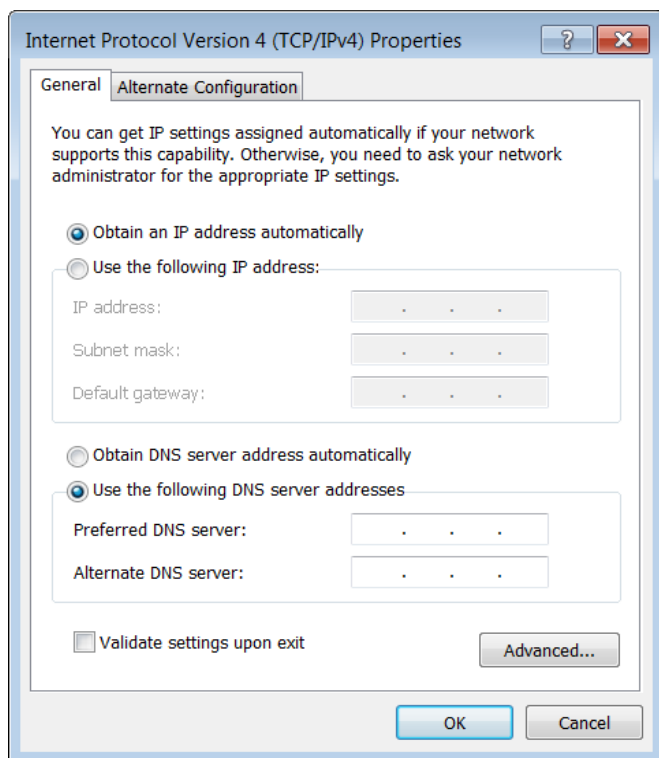 Internet Protocol Version 4 (TCP/IPv4) Properties
General
Alternate Configuration
You can get IP settings assigned automatically if your network
supports this capability. Otherwise, you need to ask your network
administrator for the appropriate IP settings.
Obtain an IP address automatically
Use the following IP address:
IP address:
Subnet mask:
Default gateway:
Obtain DNS server address automatically
Use the following DNS server addresses
Preferred DNS server:
Alternate DNS server:
Validate settings upon exit
Advanced...
OK
Cancel